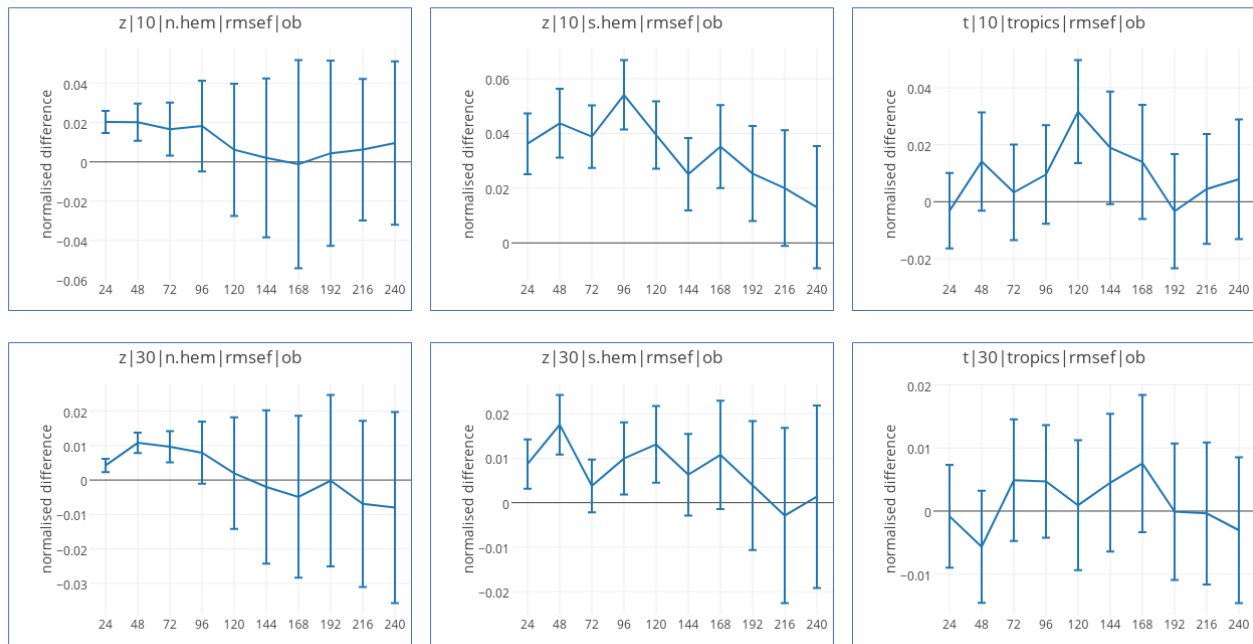 z|10|n.hem|rmsef|ob
normalised difference
0.04
0.02
0
−0.02
−0.04
−0.06
24 48 72 96 120 144 168 192 216 240
z|10|s.hem|rmsef|ob
normalised difference
0.06
0.04
0.02
0
24 48 72 96 120 144 168 192 216 240
t|10|tropics|rmsef|ob
normalised difference
0.04
0.02
0
−0.02
24 48 72 96 120 144 168 192 216 240
z|30|n.hem|rmsef|ob
normalised difference
0.02
0.01
0
−0.01
−0.02
−0.03
24 48 72 96 120 144 168 192 216 240
z|30|s.hem|rmsef|ob
normalised difference
0.02
0.01
0
−0.01
−0.02
24 48 72 96 120 144 168 192 216 240
t|30|tropics|rmsef|ob
normalised difference
0.02
0.01
0
−0.01
24 48 72 96 120 144 168 192 216 240